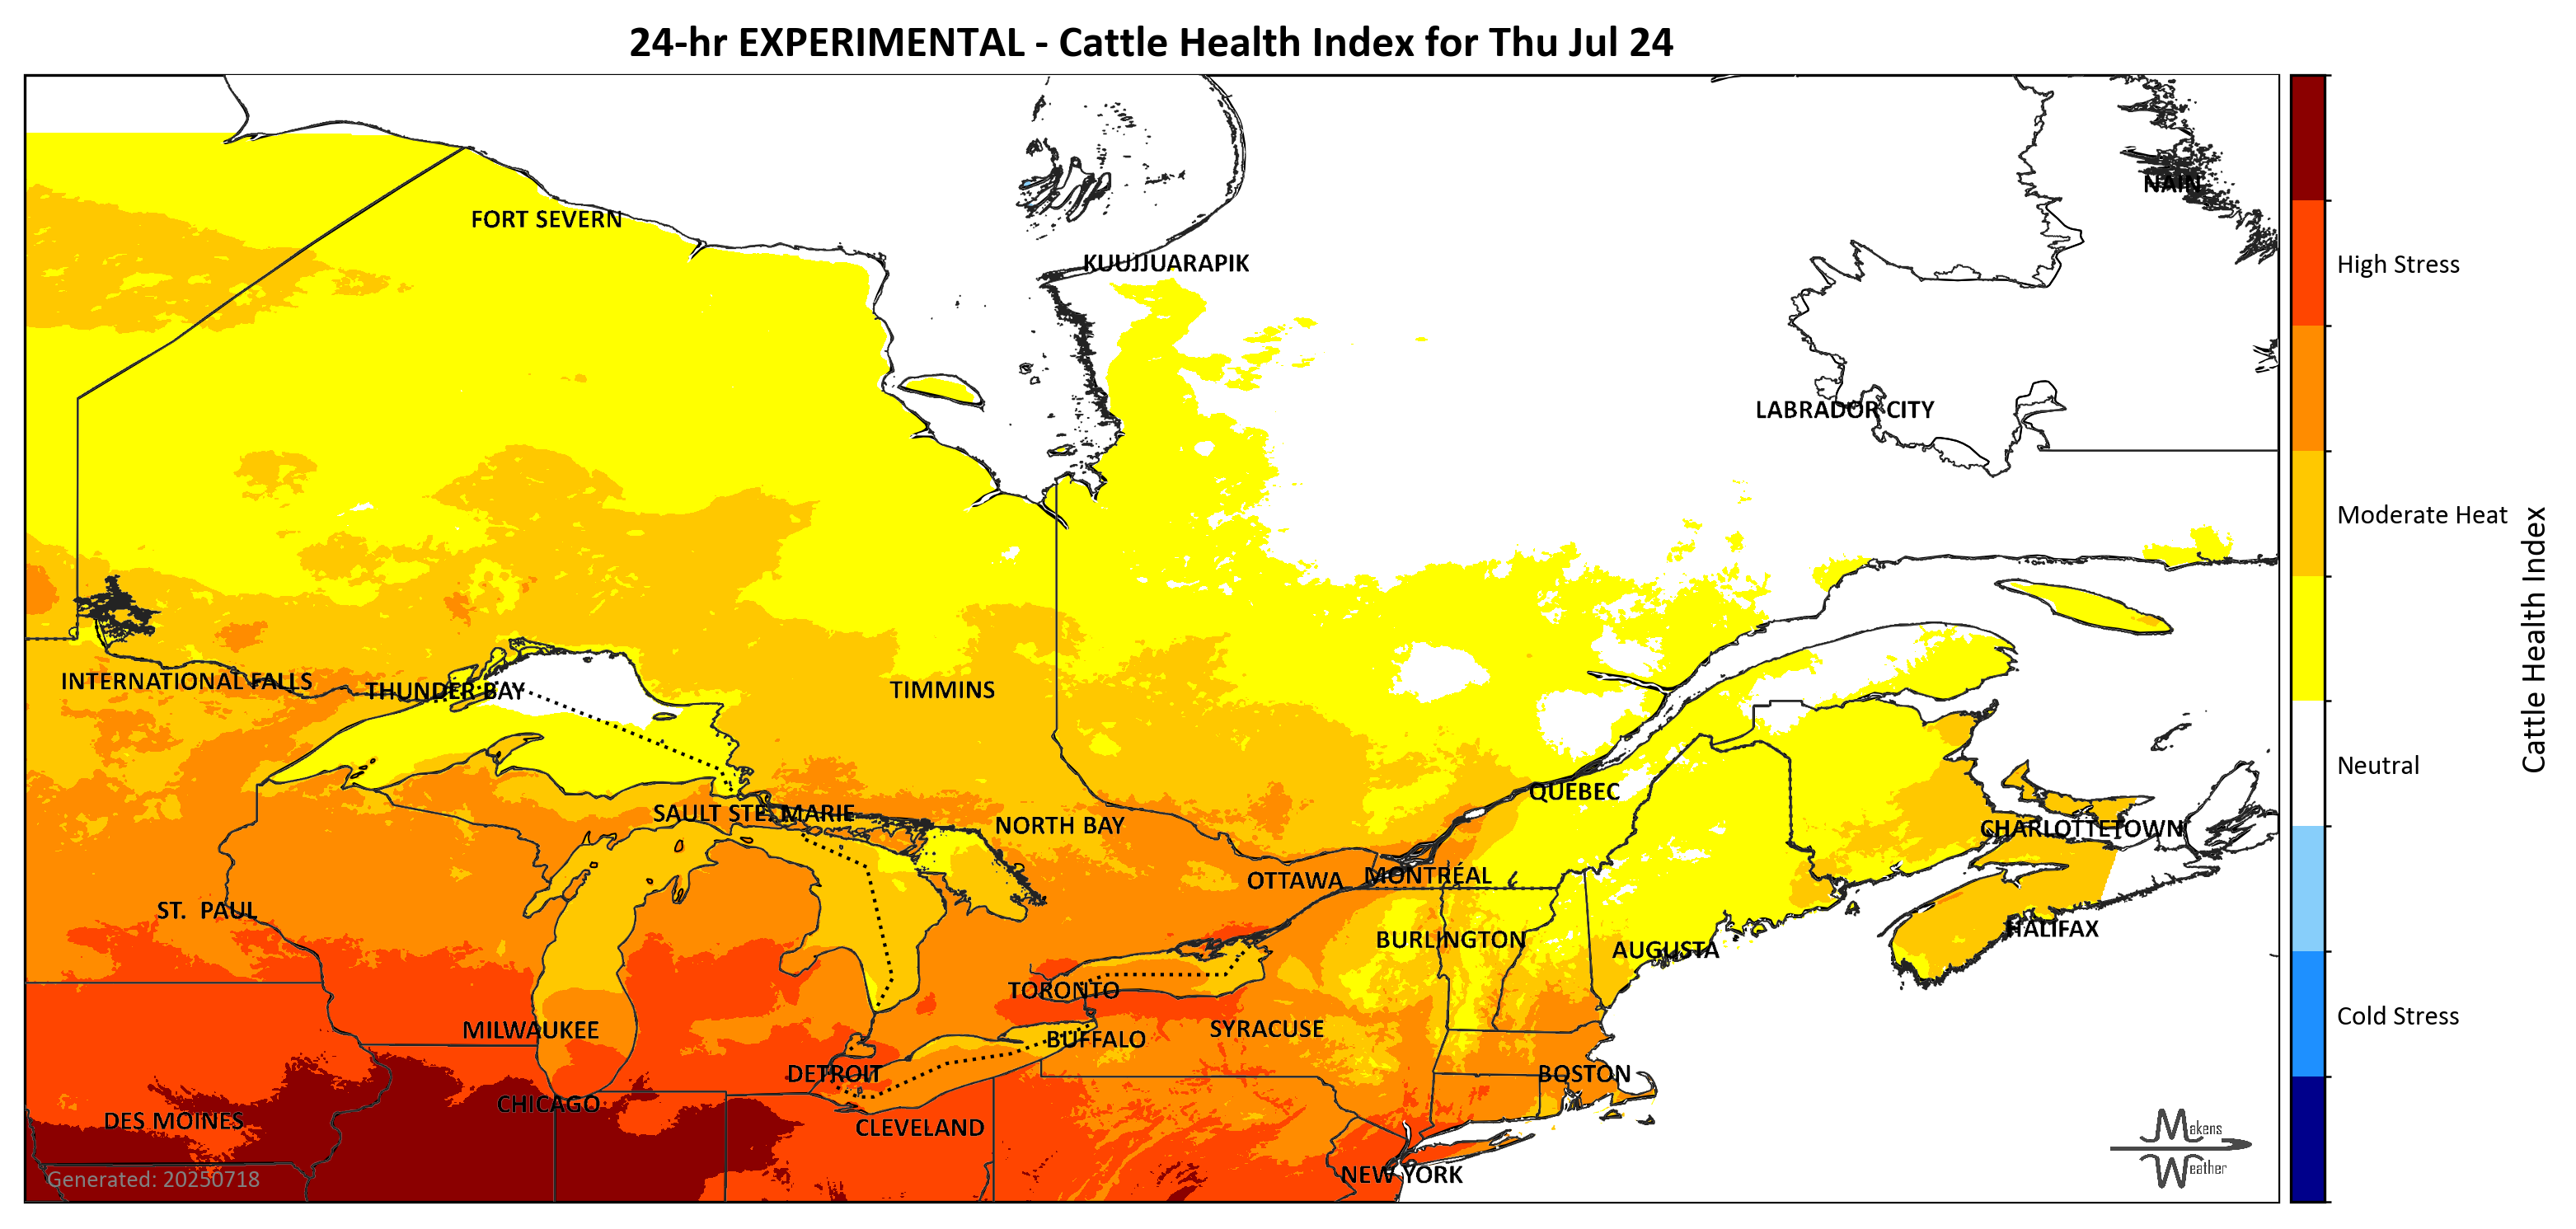 24-hr EXPERIMENTAL - Cattle Health Index for Thu Jul 24
NAIN
FORT SEVERN
KUUJJUARAPIK
High Stress
LABRADOR CITY
Moderate Heat
Cattle Health Index
INTERNATIONAL FALLS
THUNDER BAY
TIMMINS
Neutral
QUEBEC
SAULT STE. MARIE
NORTH BAY
CHARLOTTETOWN
OTTAWA
MONTRÉAL
ST. PAUL
HALIFAX
BURLINGTON
AUGUSTA
TORONTO
Cold Stress
MILWAUKEE
SYRACUSE
BUFFALO
DETROIT
BOSTON
CHICAGO
DES MOINES
CLEVELAND
Makens
Weather
NEW YORK
Generated: 20250718